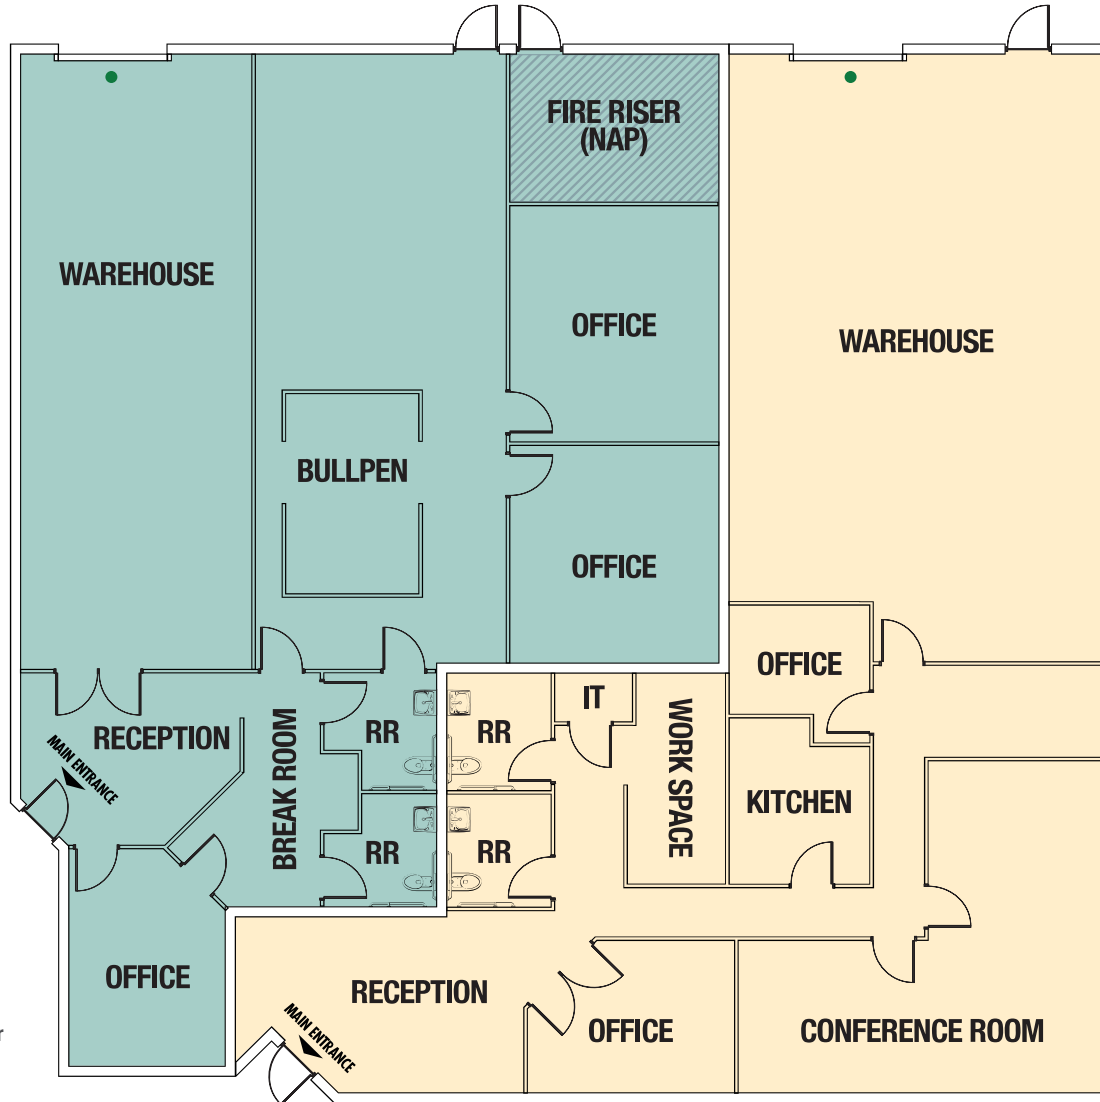 FIRE RISER
(NAP)
WAREHOUSE
OFFICE
WAREHOUSE
BULLPEN
OFFICE
OFFICE
IT
RR
RR
RECEPTION
BREAK ROOM
WORK SPACE
MAIN ENTRANCE
KITCHEN
RR
RR
OFFICE
RECEPTION
OFFICE
CONFERENCE ROOM
MAIN ENTRANCE
r